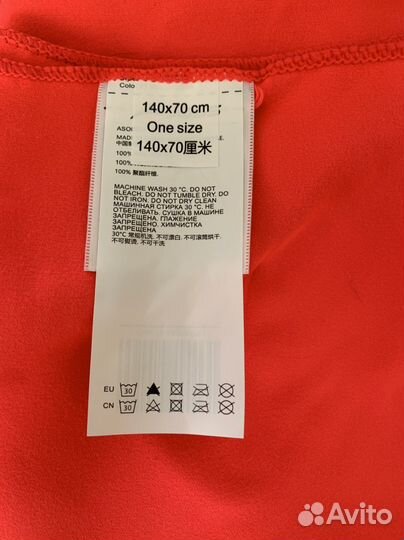 Colo
140x70 cm
One size
140x70厘米
MAD
中国制
100%
100%
100% 聚酯纤维.
MACHINE WASH 30 °C. DO NOT
BLEACH. DO NOT TUMBLE DRY. DO
NOT IRON. DO NOT DRY CLEAN
МАШИННАЯ СТИРКА 30 °C. НЕ
ОТБЕЛИВАТЬ. СУШКА В МАШИНЕ
ЗАПРЕЩЕНА. ГЛАЖЕНИЕ
ЗАПРЕЩЕНО. ХИМЧИСТКА
ЗАПРЕЩЕНА
30℃ 常规机洗. 不可漂白. 不可滚筒烘干.
不可熨烫. 不可干洗
EU 30
CN 30
Avito